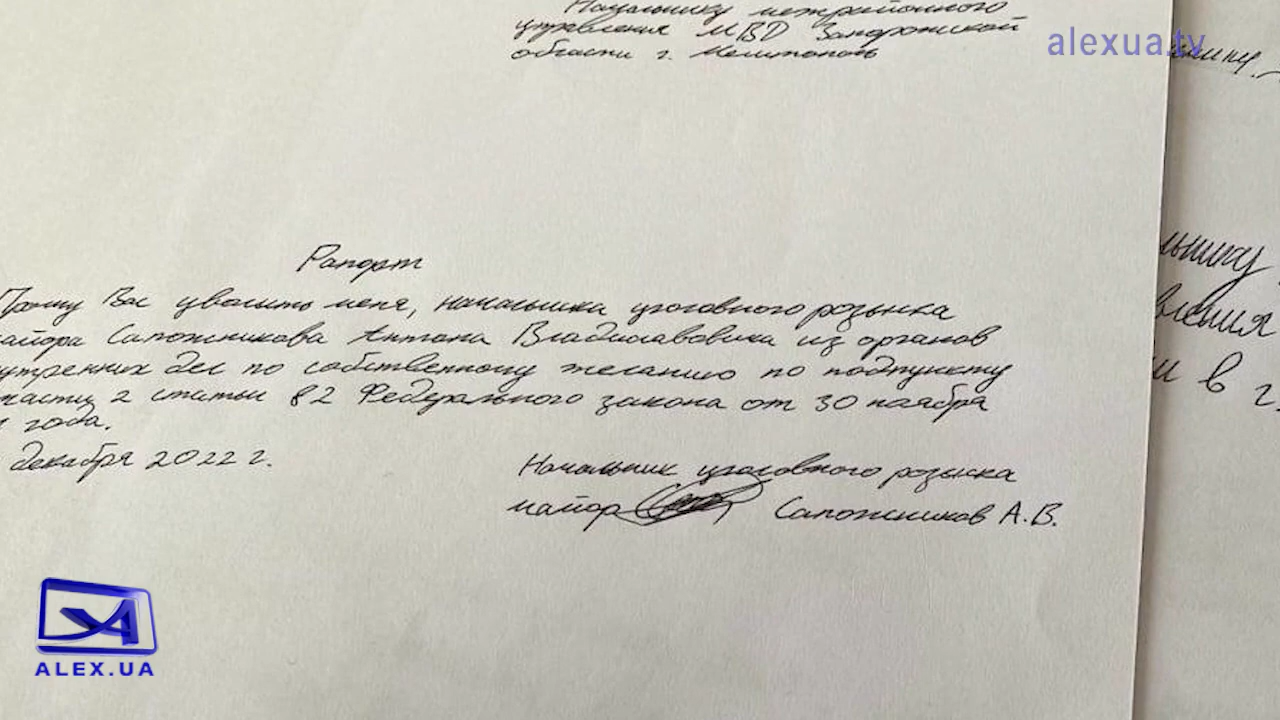 Начальнику межрайонного
управления МВД Запорожской
области г. Мелитополь
alexua.tv
Рапорт
Прошу Вас уволить меня, начальника уголовного розыска
майора Сапожникова Антона Владиславовича из органов
внутренних дел по собственному желанию по подпункту
части 2 статьи 82 Федерального закона от 30 ноября
года.
декабря 2022 г.
Начальник уголовного розыска
майор Сапожников А.В.
льнику
вления
в г.
ALEX.UA